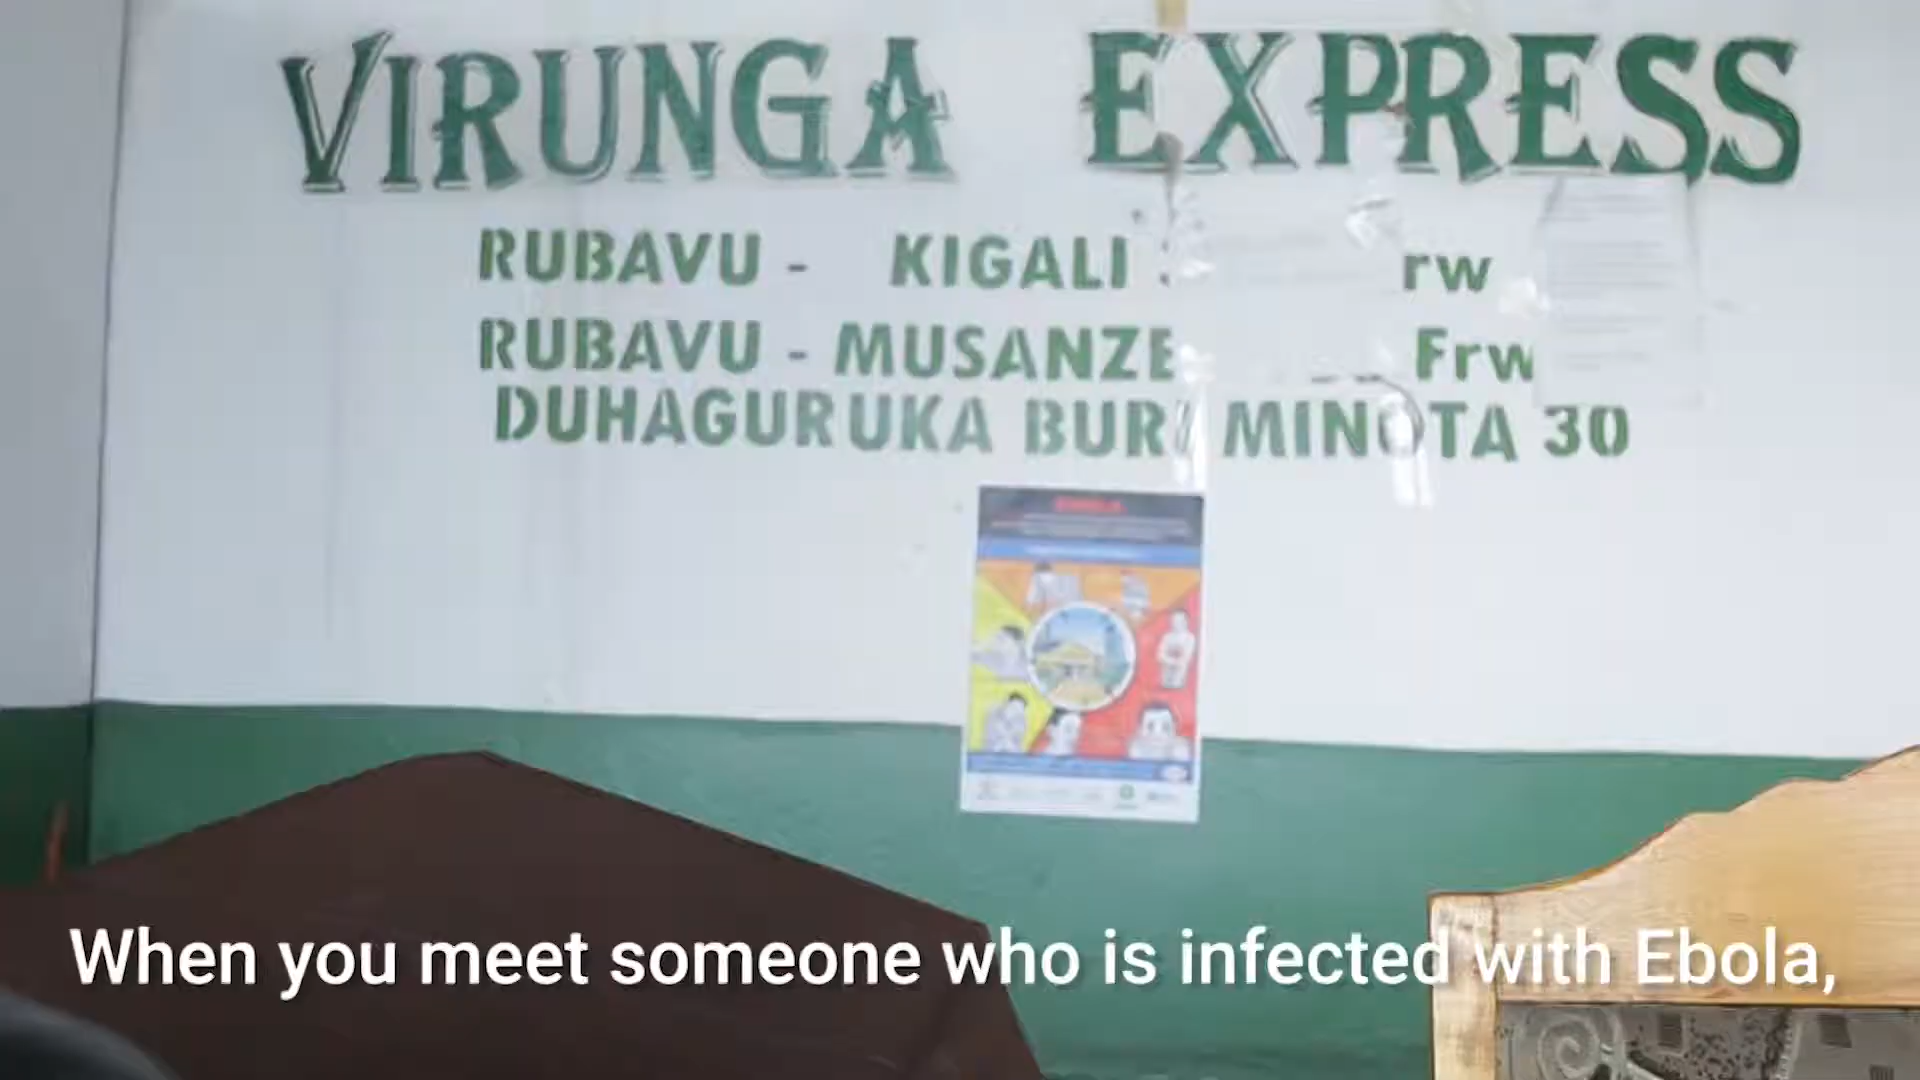 VIRUNGA EXPRESS
RUBAVU - KIGALI : rw
RUBAVU - MUSANZE Frw
DUHAGURUKA BURI MINOTA 30
When you meet someone who is infected with Ebola,